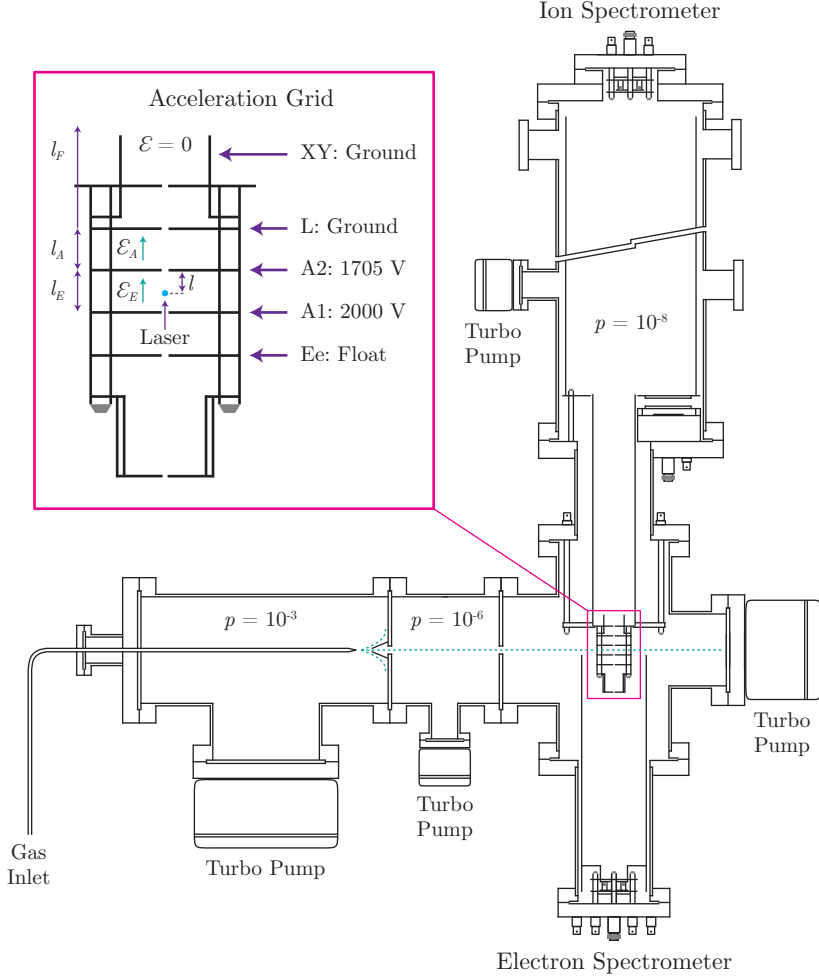 Ion Spectrometer
Acceleration Grid
ℰ = 0
l_F
XY: Ground
L: Ground
l_A
ℰ_A
A2: 1705 V
l_E
ℰ_E
l
A1: 2000 V
Laser
Ee: Float
Turbo
Pump
p = 10⁻⁸
p = 10⁻³
p = 10⁻⁶
Turbo
Pump
Turbo
Pump
Gas
Inlet
Turbo Pump
Electron Spectrometer